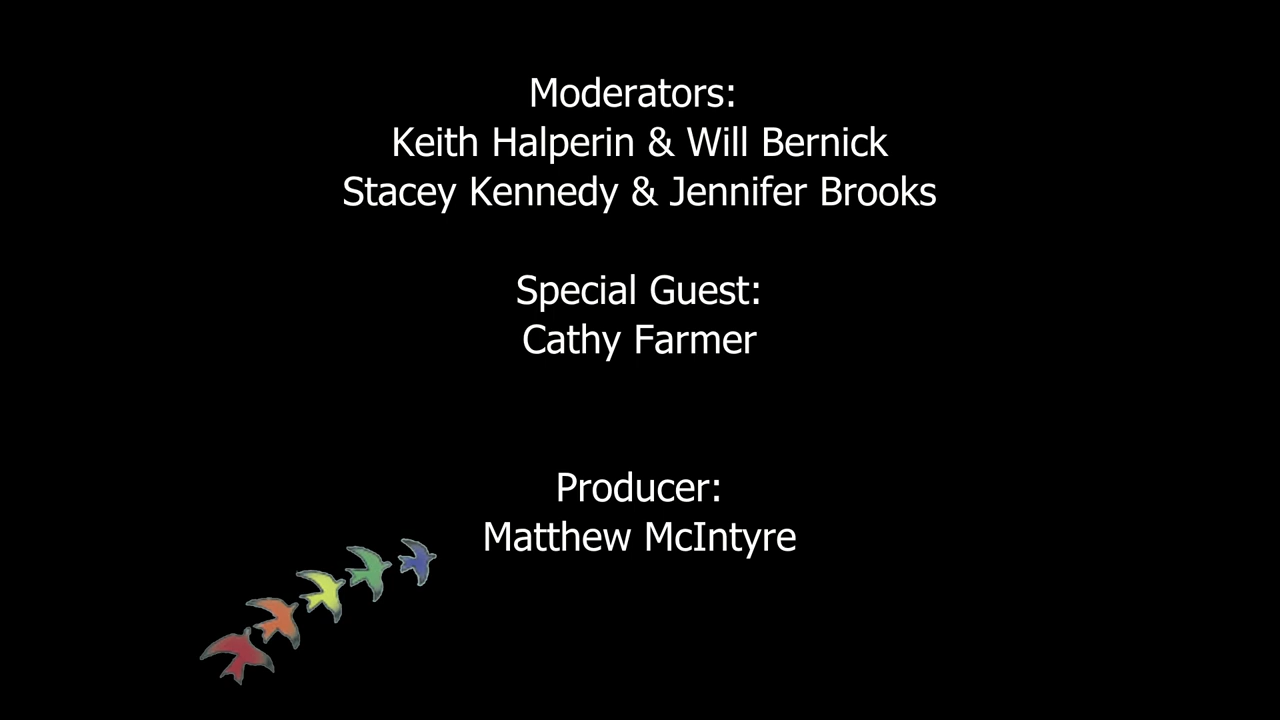 Moderators:
Keith Halperin & Will Bernick
Stacey Kennedy & Jennifer Brooks
Special Guest:
Cathy Farmer
Producer:
Matthew McIntyre